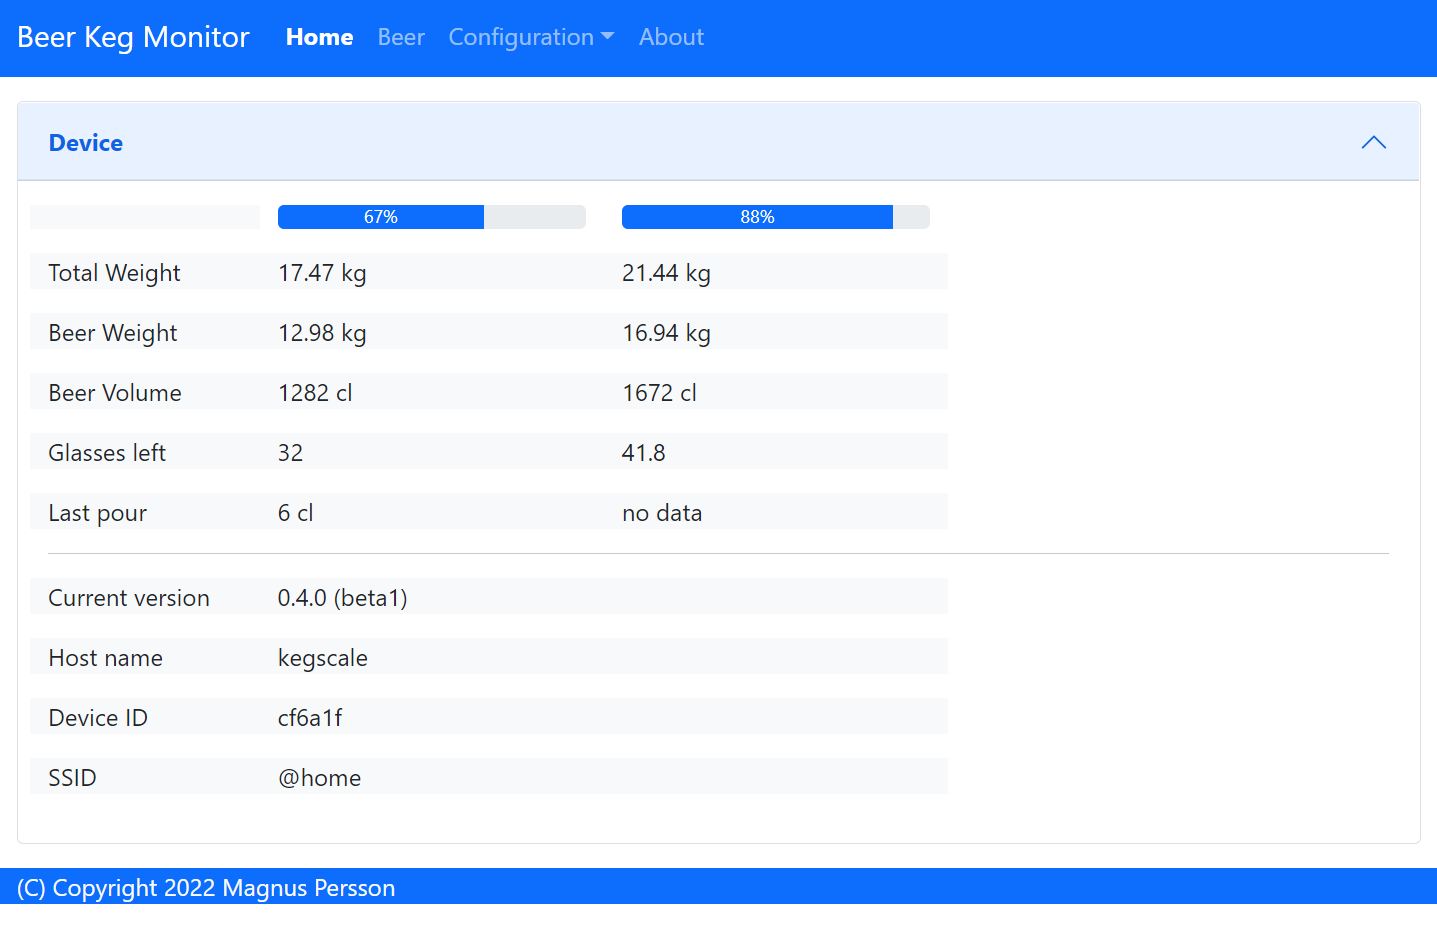 Beer Keg Monitor Home Beer Configuration About
Device
67% 88%
Total Weight 17.47 kg 21.44 kg
Beer Weight 12.98 kg 16.94 kg
Beer Volume 1282 cl 1672 cl
Glasses left 32 41.8
Last pour 6 cl no data
Current version 0.4.0 (beta1)
Host name kegscale
Device ID cf6a1f
SSID @home
(C) Copyright 2022 Magnus Persson